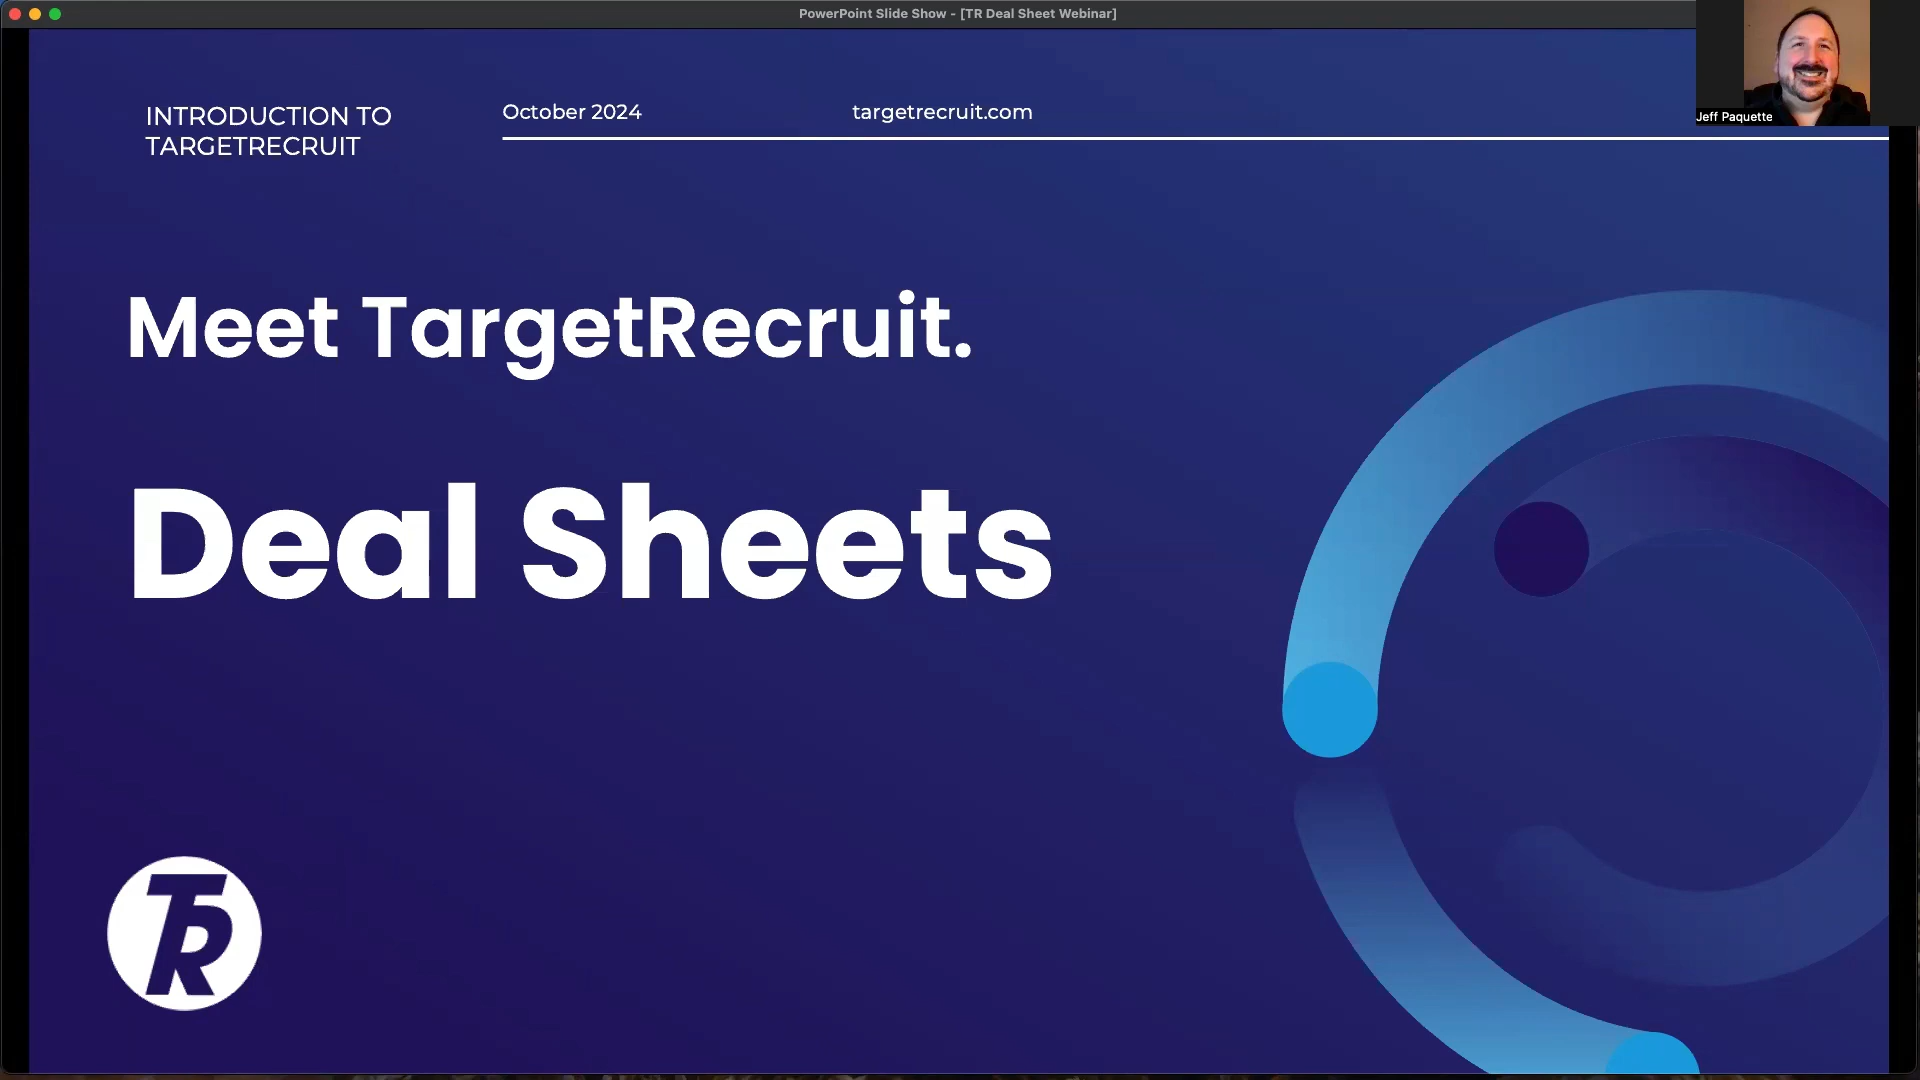 PowerPoint Slide Show - [TR Deal Sheet Webinar]
Jeff Paquette
INTRODUCTION TO
TARGETRECRUIT
October 2024
targetrecruit.com
Meet TargetRecruit.
Deal Sheets
TR